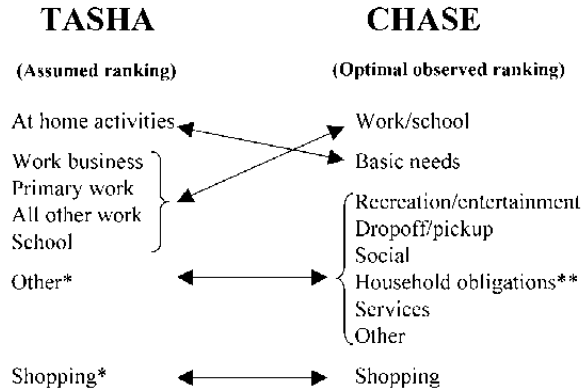 TASHA
(Assumed ranking)
At home activities
Work business
Primary work
All other work
School
Other*
Shopping*
CHASE
(Optimal observed ranking)
Work/school
Basic needs
Recreation/entertainment
Dropoff/pickup
Social
Household obligations**
Services
Other
Shopping